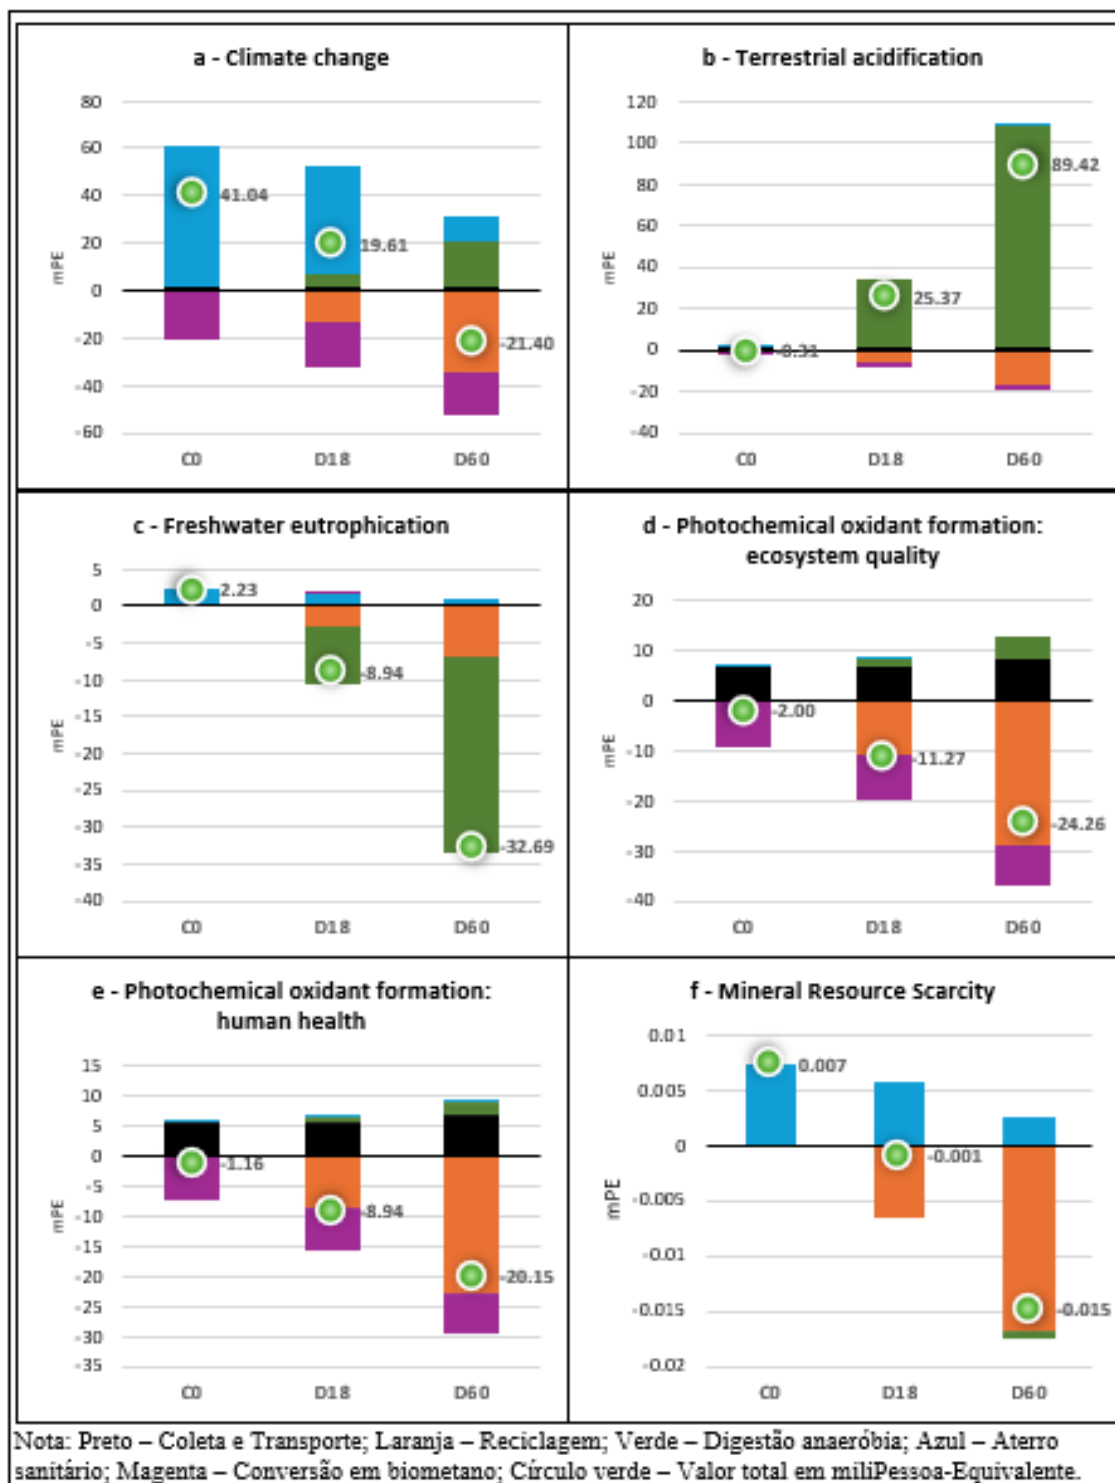 a - Climate change
80
60
40
20
0
-20
-40
-60
mPE
41.04
19.61
-21.40
C0
D18
D60
b - Terrestrial acidification
120
100
80
60
40
20
0
-20
-40
mPE
-0.31
25.37
89.42
C0
D18
D60
c - Freshwater eutrophication
5
0
-5
-10
-15
-20
-25
-30
-35
-40
mPE
2.23
-8.94
-32.69
C0
D18
D60
d - Photochemical oxidant formation:
ecosystem quality
20
10
0
-10
-20
-30
-40
mPE
-2.00
-11.27
-24.26
C0
D18
D60
e - Photochemical oxidant formation:
human health
15
10
5
0
-5
-10
-15
-20
-25
-30
-35
mPE
-1.16
-8.94
-20.15
C0
D18
D60
f - Mineral Resource Scarcity
0.01
0.005
0
-0.005
-0.01
-0.015
-0.02
mPE
0.007
-0.001
-0.015
C0
D18
D60
Nota: Preto – Coleta e Transporte; Laranja – Reciclagem; Verde – Digestão anaeróbia; Azul – Aterro
sanitário; Magenta – Conversão em biometano; Círculo verde – Valor total em miliPessoa-Equivalente.